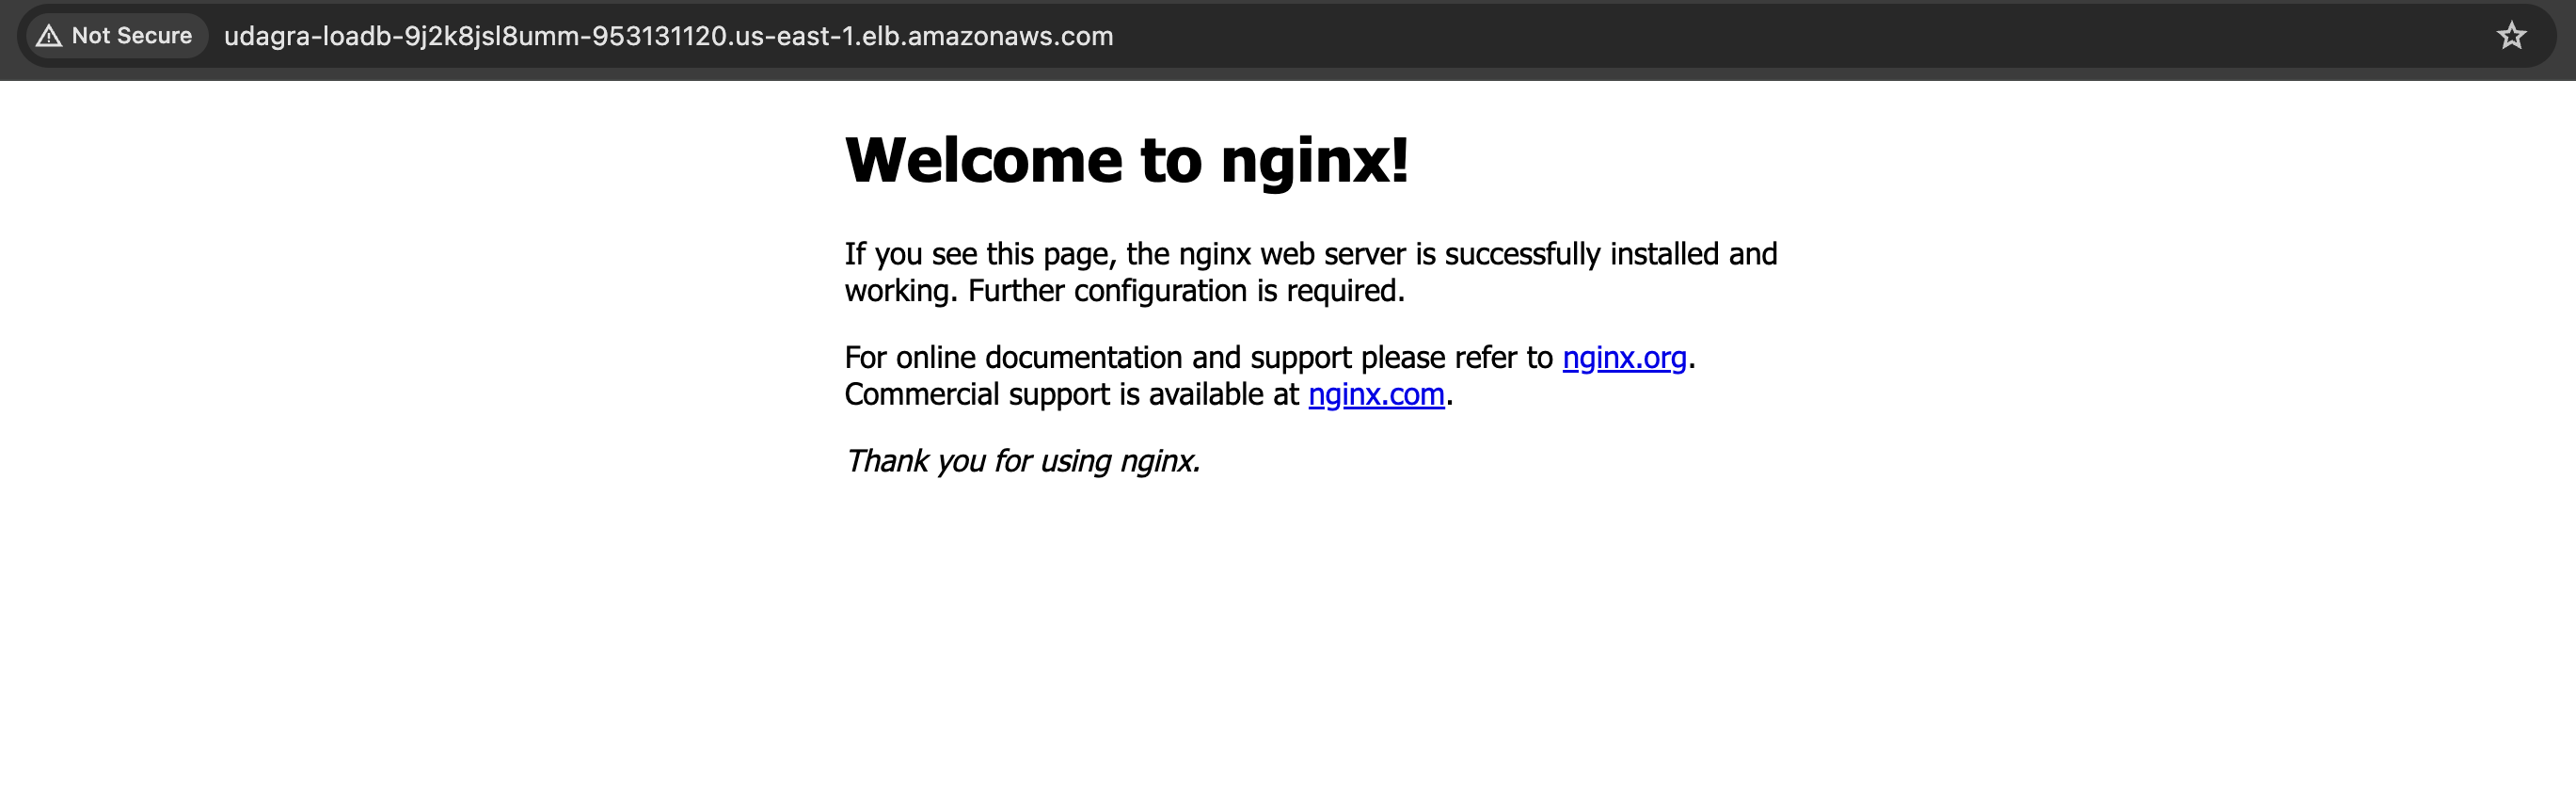 Not Secure udagra-loadb-9j2k8jsl8umm-953131120.us-east-1.elb.amazonaws.com
Welcome to nginx!
If you see this page, the nginx web server is successfully installed and
working. Further configuration is required.
For online documentation and support please refer to nginx.org.
Commercial support is available at nginx.com.
Thank you for using nginx.